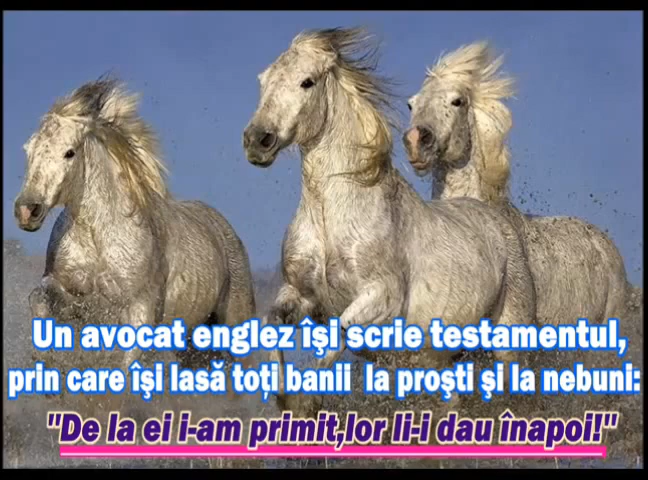 Un avocat englez îşi scrie testamentul,
prin care îşi lasă toţi banii la proşti şi la nebuni:
"De la ei i-am primit,lor li-i dau înapoi!"